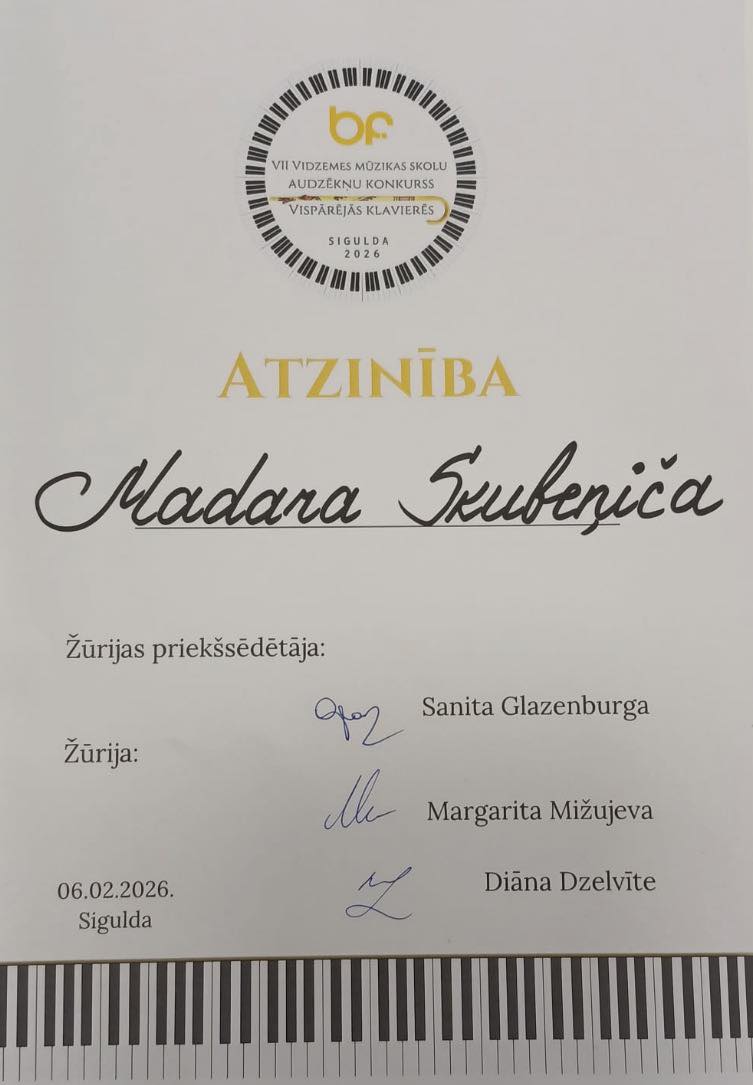 bf.
VII Vidzemes mūzikas skolu
audzēkņu konkurss
Vispārējās klavierēs
SIGULDA
2026
Atzinība
Madara Skubeņiča
Žūrijas priekšsēdētāja:
Sanita Glazenburga
Žūrija:
Margarita Mižujeva
Diāna Dzelvīte
06.02.2026.
Sigulda